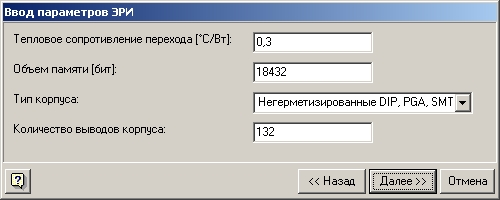 Ввод параметров ЭРИ
Тепловое сопротивление перехода [°С/Вт]: 0,3
Объем памяти [бит]: 18432
Тип корпуса: Негерметизированные DIP, PGA, SMT
Количество выводов корпуса: 132
? << Назад Далее >> Отмена